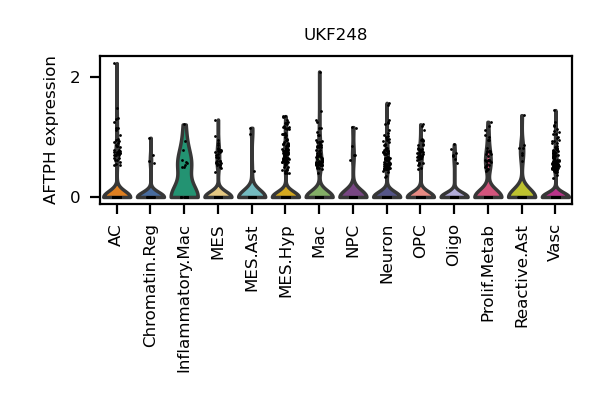 UKF248
AFTPH expression
2
0
AC
Chromatin.Reg
Inflammatory.Mac
MES
MES.Ast
MES.Hyp
Mac
NPC
Neuron
OPC
Oligo
Prolif.Metab
Reactive.Ast
Vasc